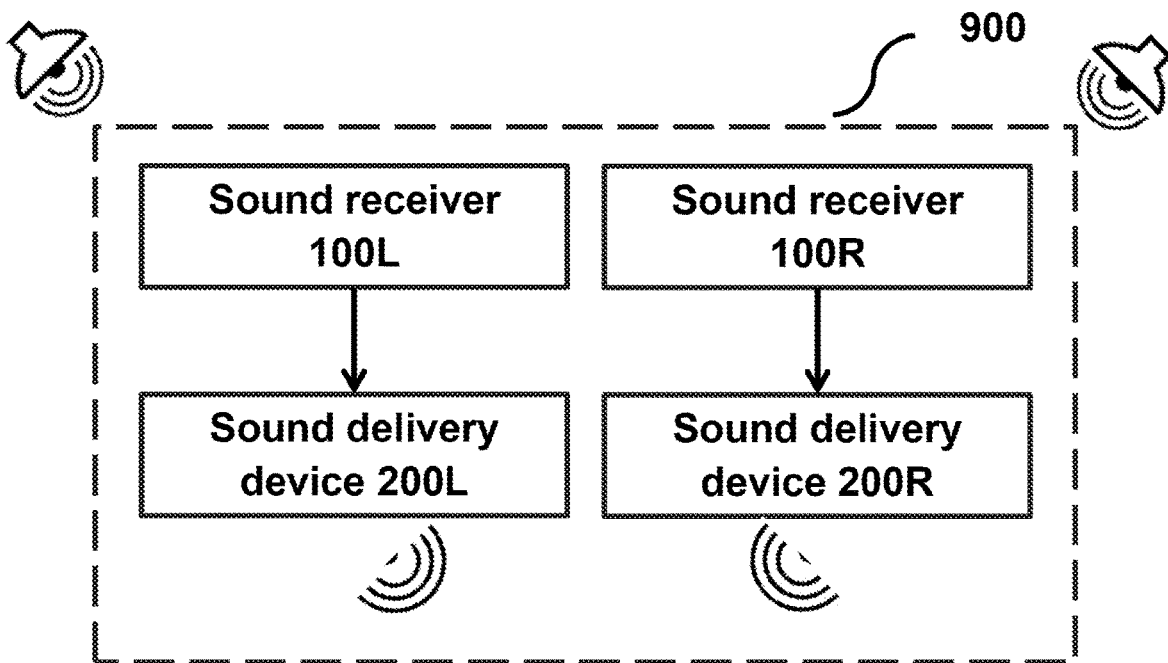 900
Sound receiver
100L
Sound receiver
100R
Sound delivery
device 200L
Sound delivery
device 200R